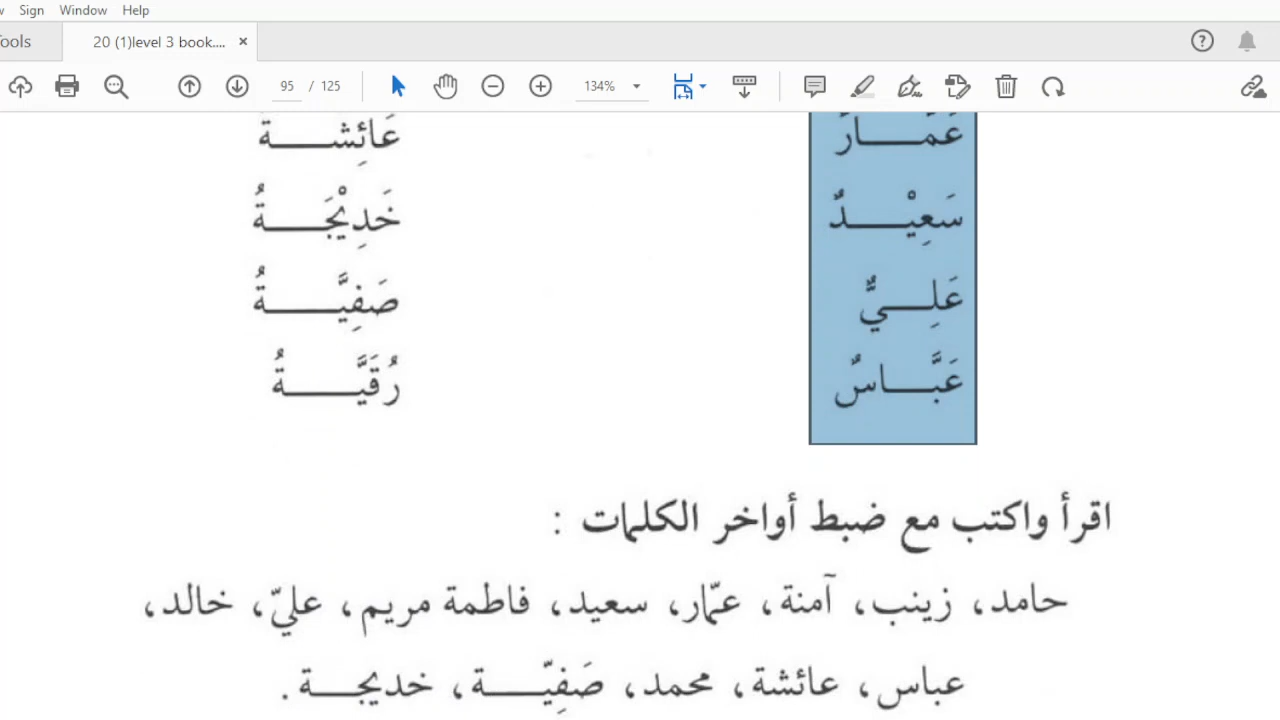 Sign Window Help
20 (1)level 3 book.... ×
95 / 125 134%
عَمَّـــارٌ عَائِشـــةُ
سَعِيْـــدٌ خَدِيْجَـــةُ
عَلِـــيٌّ صَفِيَّـــةُ
عَبَّـــاسٌ رُقَيَّـــةُ
اقرأ واكتب مع ضبط أواخر الكلمات :
حامد، زينب، آمنة، عمّار، سعيد، فاطمة مريم، عليّ، خالد،
عباس، عائشة، محمد، صَفِيّـــة، خديجـــة .